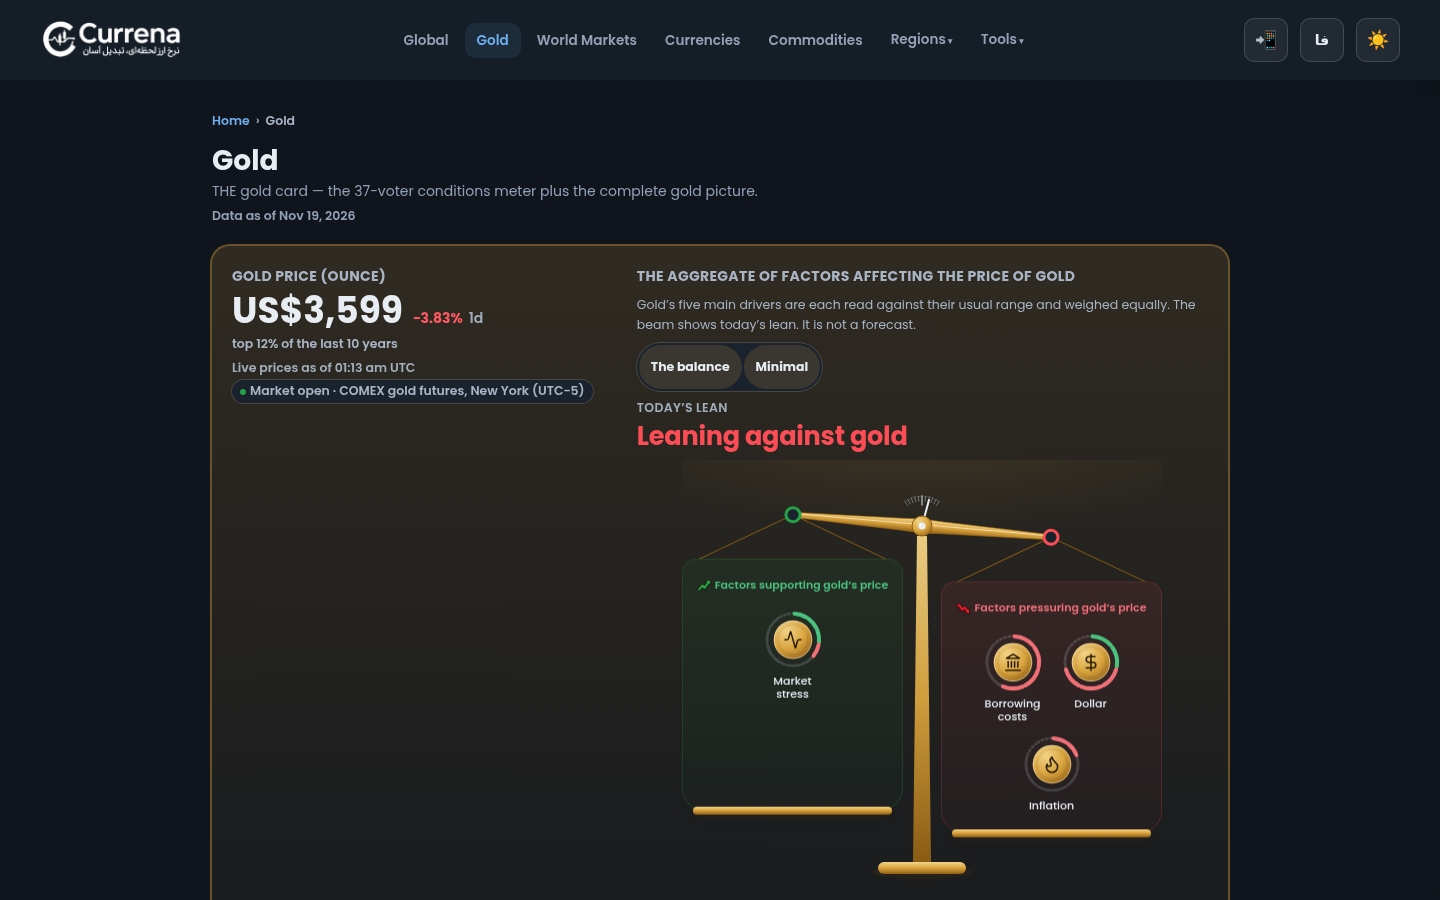 Currena
نرخ ارز لحظه‌ای، تبدیل آسان
Global
Gold
World Markets
Currencies
Commodities
Regions ▾
Tools ▾
فا
Home › Gold
Gold
THE gold card — the 37-voter conditions meter plus the complete gold picture.
Data as of Nov 19, 2026
GOLD PRICE (OUNCE)
US$3,599 -3.83% 1d
top 12% of the last 10 years
Live prices as of 01:13 am UTC
Market open · COMEX gold futures, New York (UTC-5)
THE AGGREGATE OF FACTORS AFFECTING THE PRICE OF GOLD
Gold’s five main drivers are each read against their usual range and weighed equally. The
beam shows today’s lean. It is not a forecast.
The balance
Minimal
TODAY’S LEAN
Leaning against gold
Factors supporting gold’s price
Market
stress
Factors pressuring gold’s price
Borrowing
costs
Dollar
Inflation